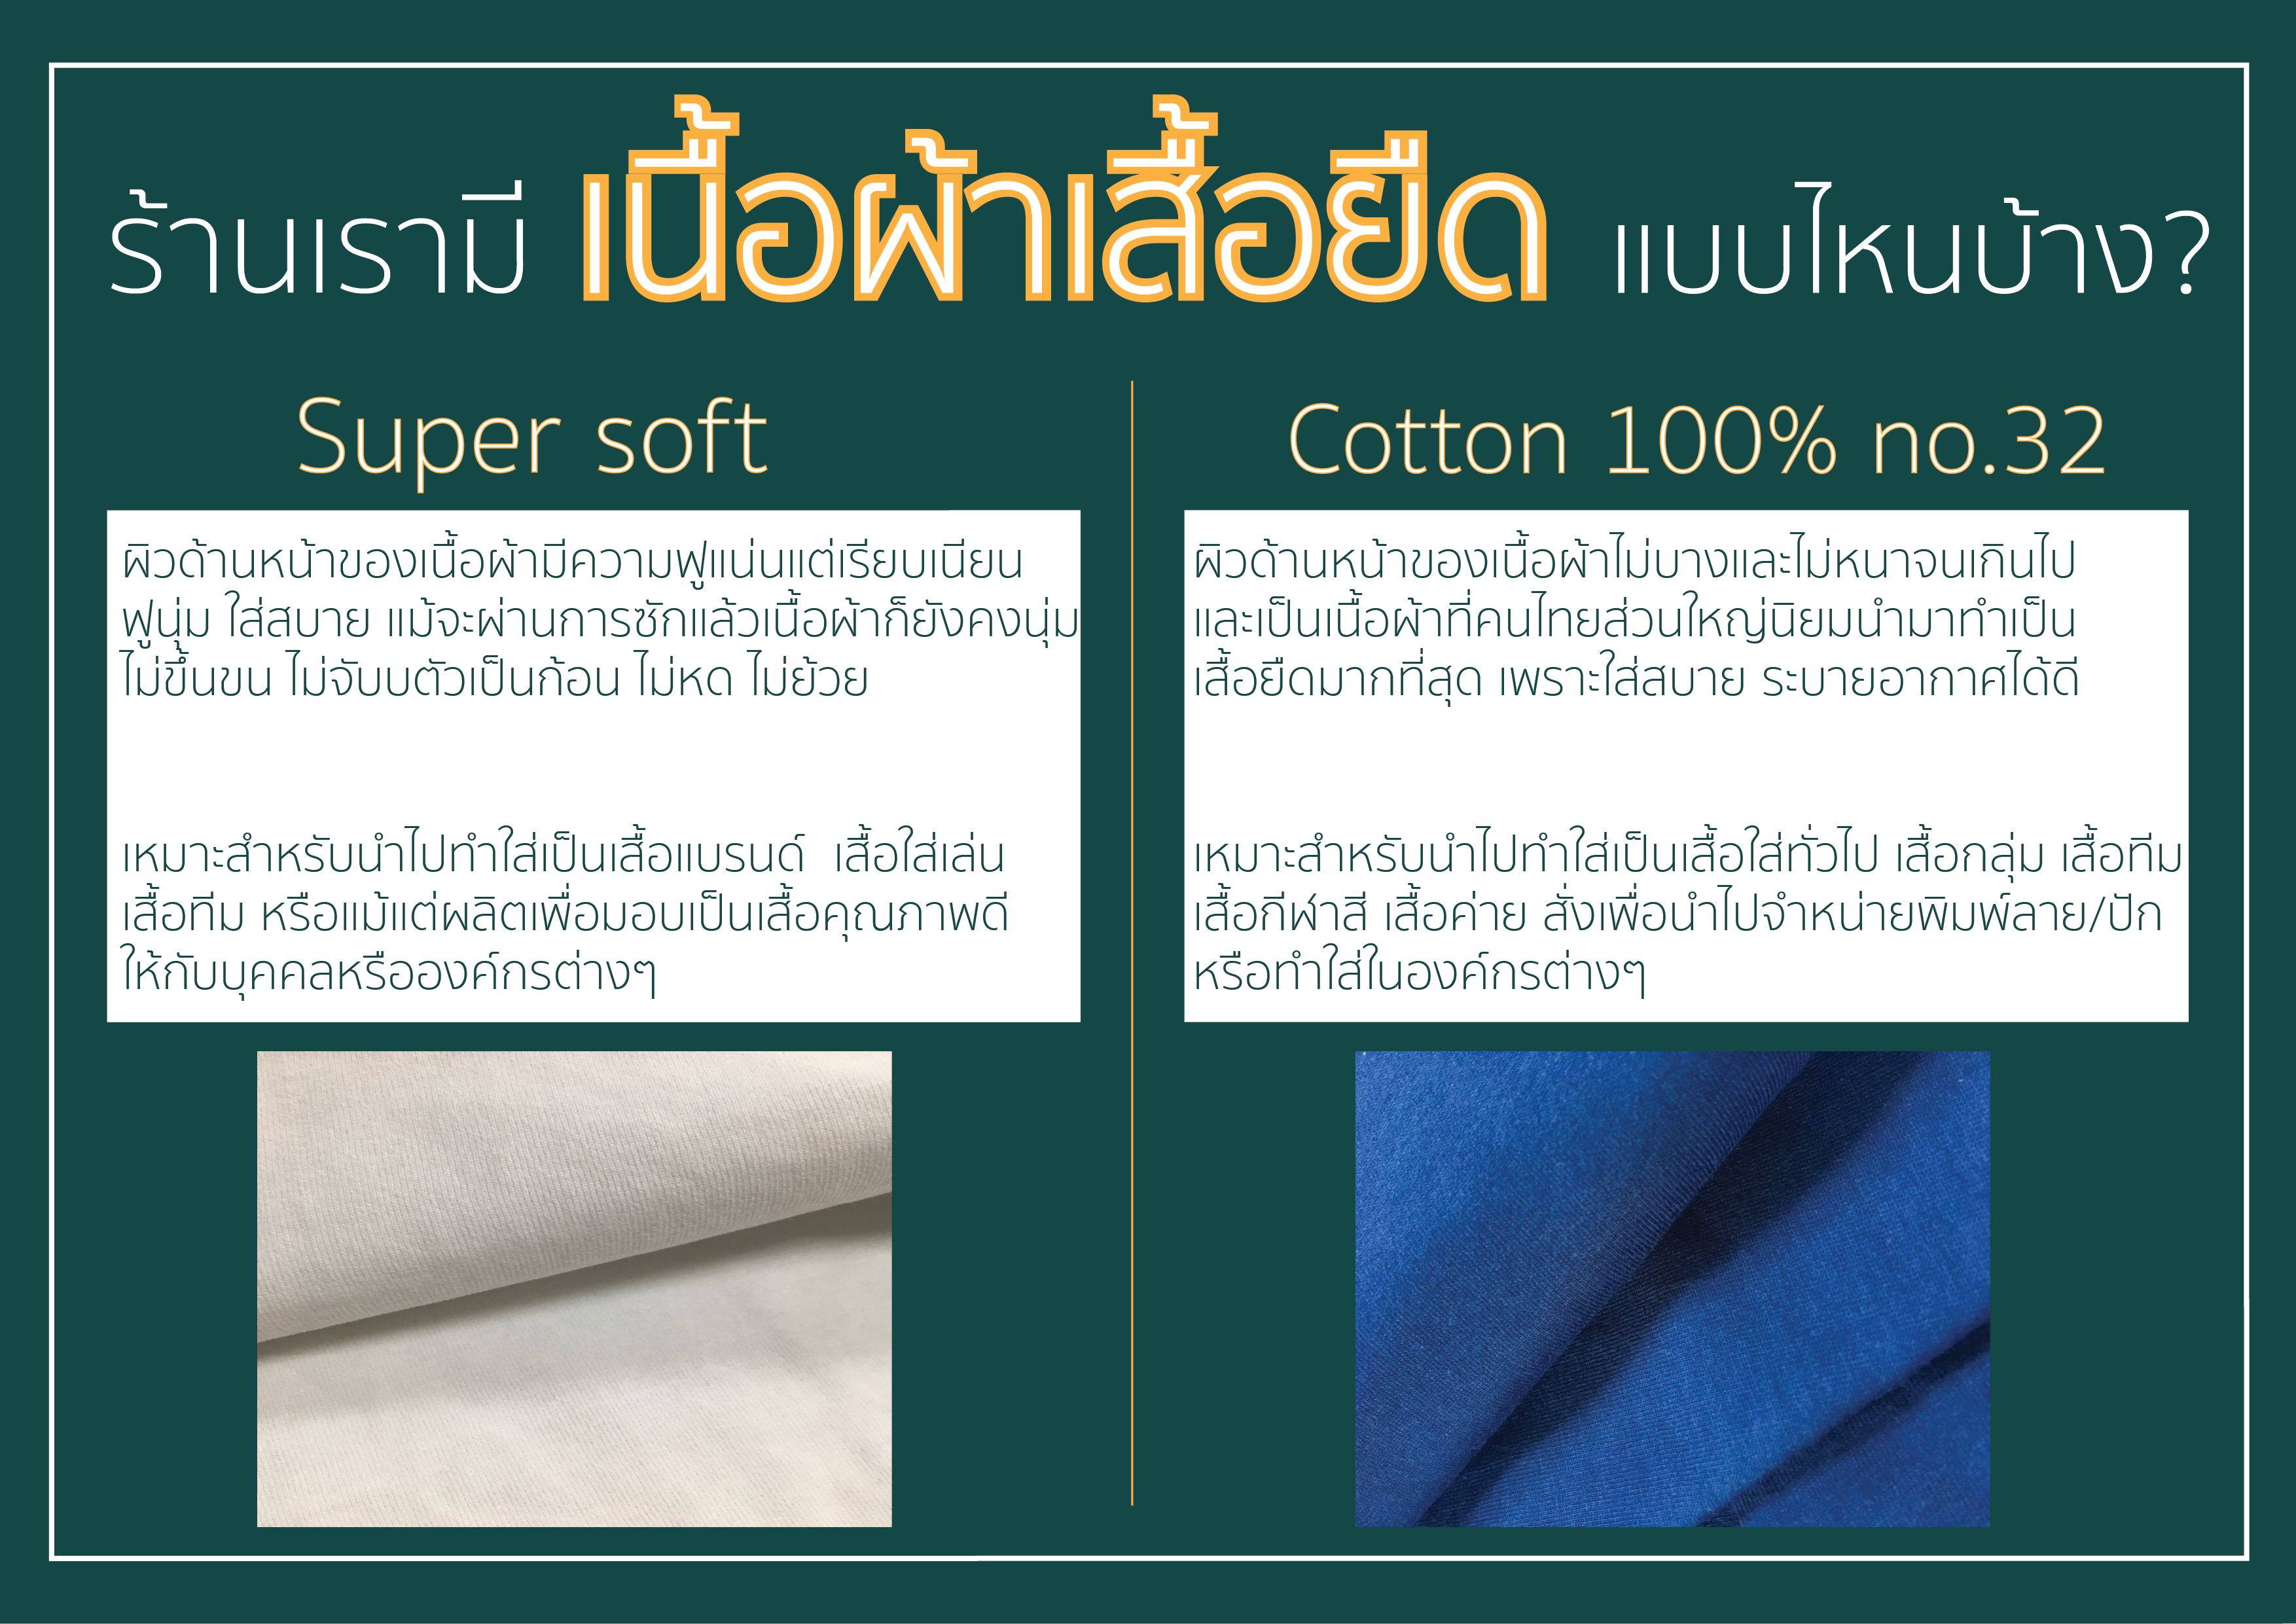 ร้านเรามี เนื้อผ้าเสื้อยืด แบบไหนบ้าง?
Super soft
ผิวด้านหน้าของเนื้อผ้ามีความฟูแน่นแต่เรียบเนียน
ฟูนุ่ม ใส่สบาย แม้จะผ่านการซักแล้วเนื้อผ้าก็ยังคงนุ่ม
ไม่ขึ้นขน ไม่จับบตัวเป็นก้อน ไม่หด ไม่ย้วย
เหมาะสำหรับนำไปทำใส่เป็นเสื้อแบรนด์  เสื้อใส่เล่น
เสื้อทีม หรือแม้แต่ผลิตเพื่อมอบเป็นเสื้อคุณภาพดี
ให้กับบุคคลหรือองค์กรต่างๆ
Cotton 100% no.32
ผิวด้านหน้าของเนื้อผ้าไม่บางและไม่หนาจนเกินไป
และเป็นเนื้อผ้าที่คนไทยส่วนใหญ่นิยมนำมาทำเป็น
เสื้อยืดมากที่สุด เพราะใส่สบาย ระบายอากาศได้ดี
เหมาะสำหรับนำไปทำใส่เป็นเสื้อใส่ทั่วไป เสื้อกลุ่ม เสื้อทีม
เสื้อกีฬาสี เสื้อค่าย สั่งเพื่อนำไปจำหน่ายพิมพ์ลาย/ปัก
หรือทำใส่ในองค์กรต่างๆ